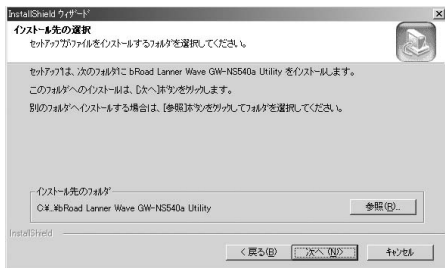 InstallShield ウィザード
インストール先の選択
セットアップがファイルをインストールするフォルダを選択してください。
セットアップは、次のフォルダに bRoad Lanner Wave GW-NS540a Utility をインストールします。
このフォルダへのインストールは、[次へ]ボタンをクリックします。
別のフォルダへインストールする場合は、[参照]ボタンをクリックしてフォルダを選択してください。
インストール先のフォルダ
C:¥..¥bRoad Lanner Wave GW-NS540a Utility
参照(R)...
InstallShield
< 戻る(B)
次へ(N)>
キャンセル